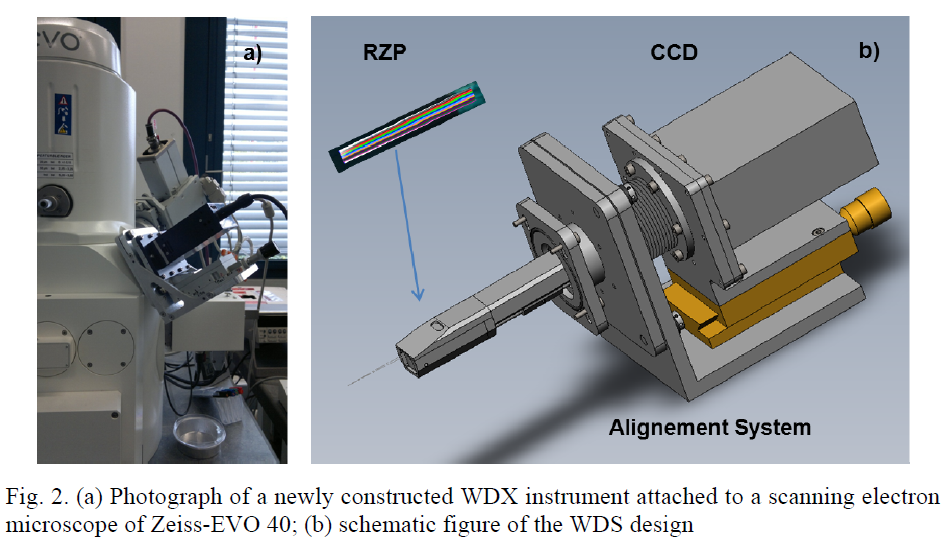 EVO
a)
RZP
CCD
b)
Alignement System
Fig. 2. (a) Photograph of a newly constructed WDX instrument attached to a scanning electron
microscope of Zeiss-EVO 40; (b) schematic figure of the WDS design